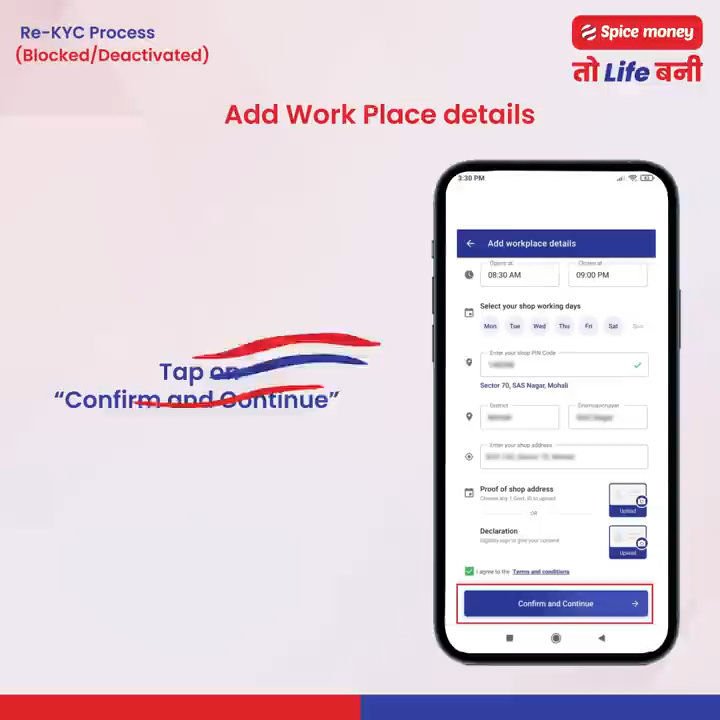 Re-KYC Process
(Blocked/Deactivated)
Spice money
तो Life बनी
Add Work Place details
Tap on
“Confirm and Continue”
3:30 PM
Add workplace details
Opens at
Closes at
08:30 AM
09:00 PM
Select your shop working days
Mon Tue Wed Thu Fri Sat Sun
Enter your shop PIN Code
Sector 70, SAS Nagar, Mohali
District
Enter your shop address
Proof of shop address
Choose any 1 Govt. ID to upload
Upload
OR
Declaration
Digitally sign to give your consent
Upload
I agree to the Terms and conditions
Confirm and Continue